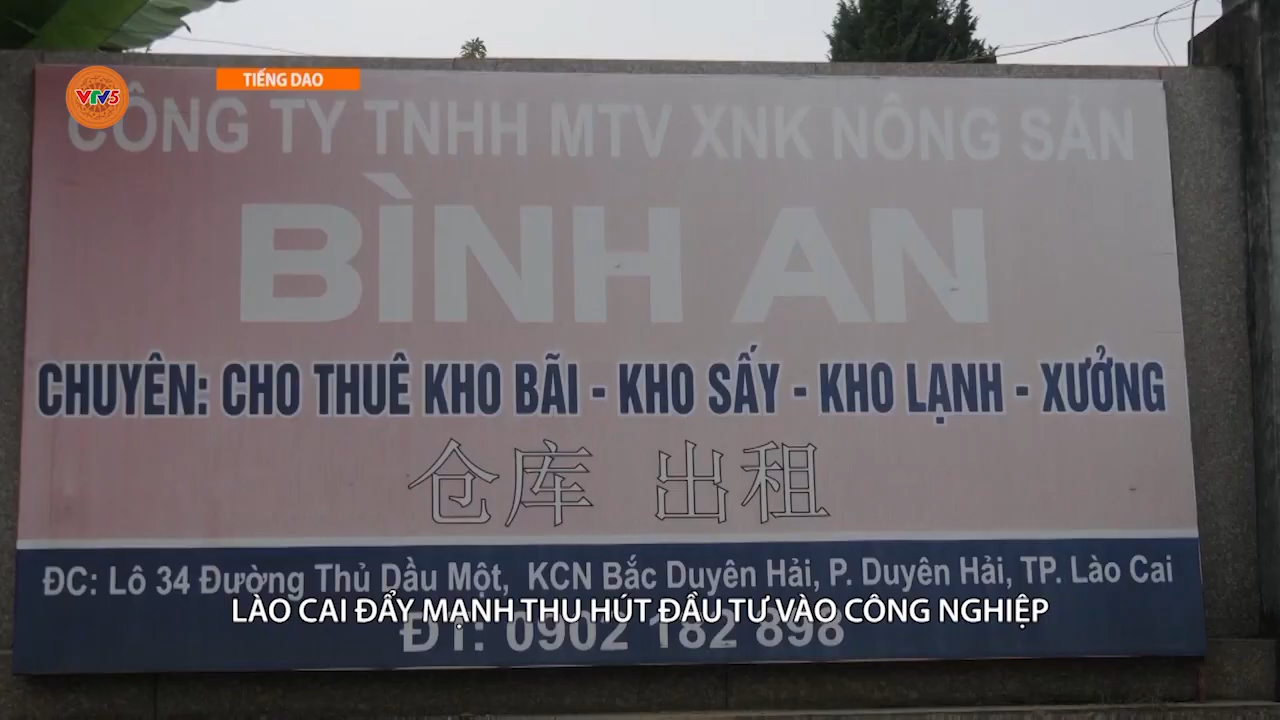 VTV5
TIẾNG DAO
CÔNG TY TNHH MTV XNK NÔNG SẢN
BÌNH AN
CHUYÊN: CHO THUÊ KHO BÃI - KHO SẤY - KHO LẠNH - XƯỞNG
仓库 出租
ĐC: Lô 34 Đường Thủ Dầu Một, KCN Bắc Duyên Hải, P. Duyên Hải, TP. Lào Cai
LÀO CAI ĐẨY MẠNH THU HÚT ĐẦU TƯ VÀO CÔNG NGHIỆP
ĐT: 0902 182 898